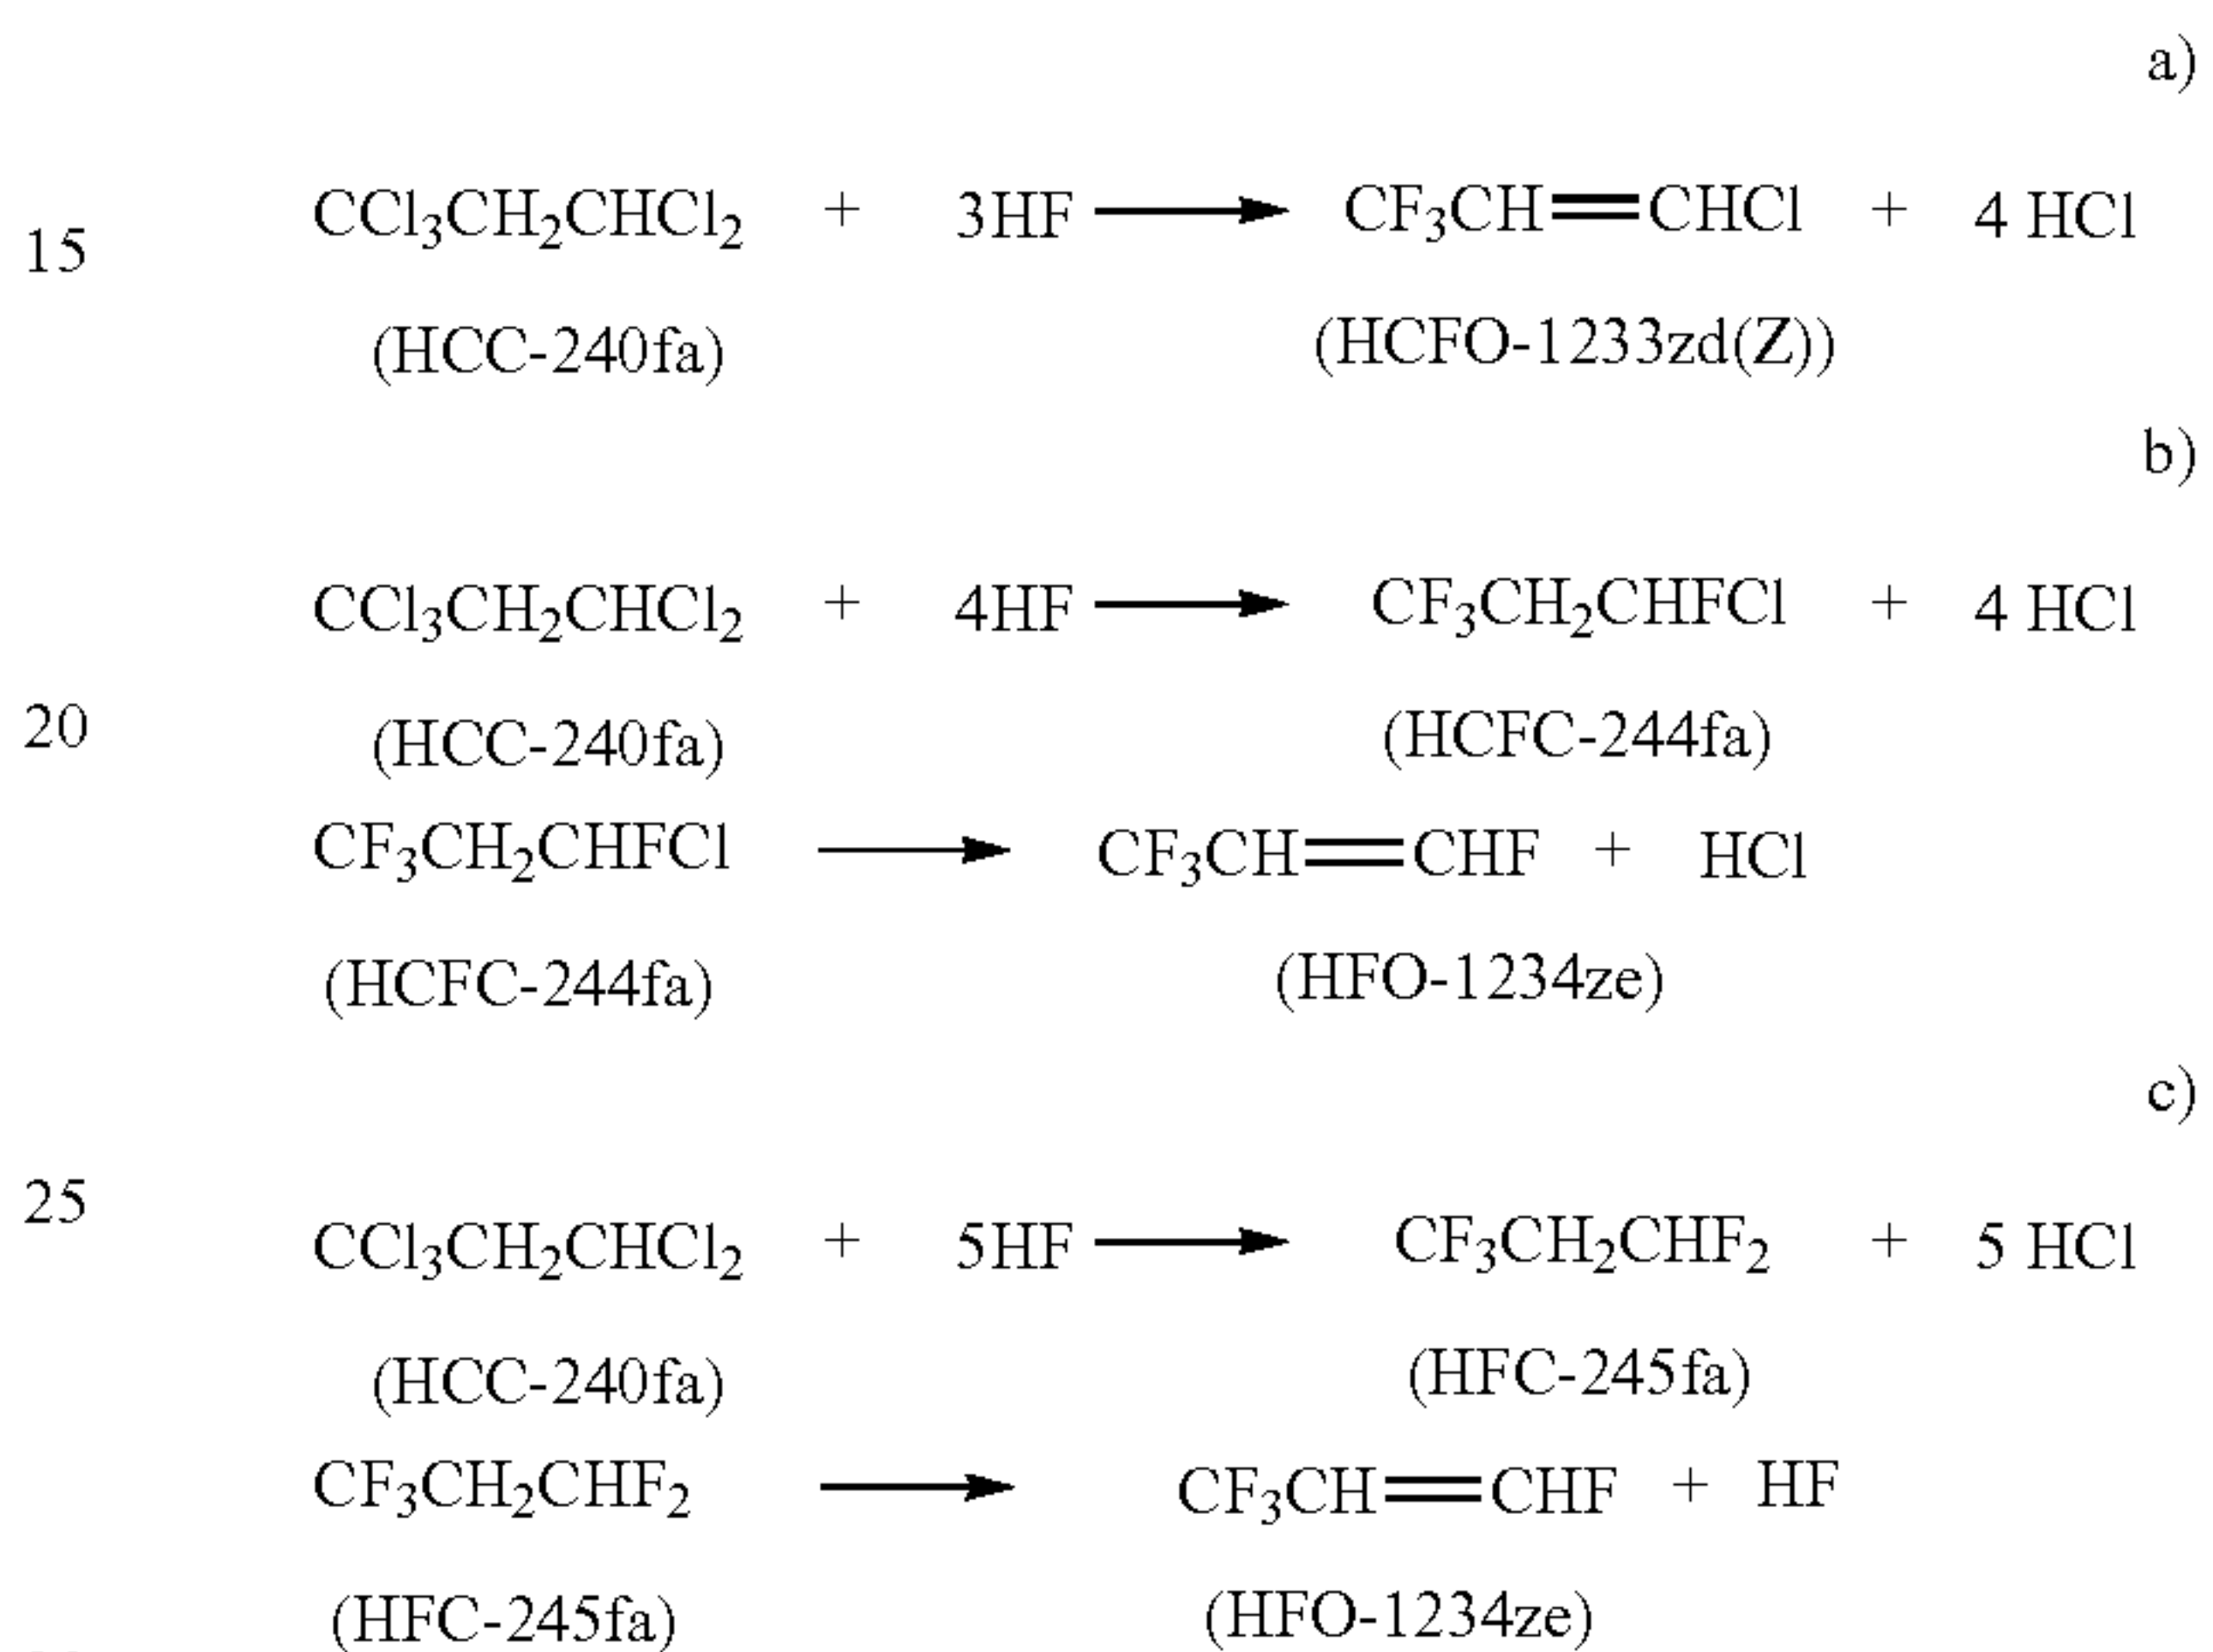 a)
15 CCl₃CH₂CHCl₂ + 3HF ⟶ CF₃CH═CHCl + 4 HCl
(HCC-240fa) (HCFO-1233zd(Z))
b)
CCl₃CH₂CHCl₂ + 4HF ⟶ CF₃CH₂CHFCl + 4 HCl
20 (HCC-240fa) (HCFC-244fa)
CF₃CH₂CHFCl ⟶ CF₃CH═CHF + HCl
(HCFC-244fa) (HFO-1234ze)
c)
25 CCl₃CH₂CHCl₂ + 5HF ⟶ CF₃CH₂CHF₂ + 5 HCl
(HCC-240fa) (HFC-245fa)
CF₃CH₂CHF₂ ⟶ CF₃CH═CHF + HF
(HFC-245fa) (HFO-1234ze)